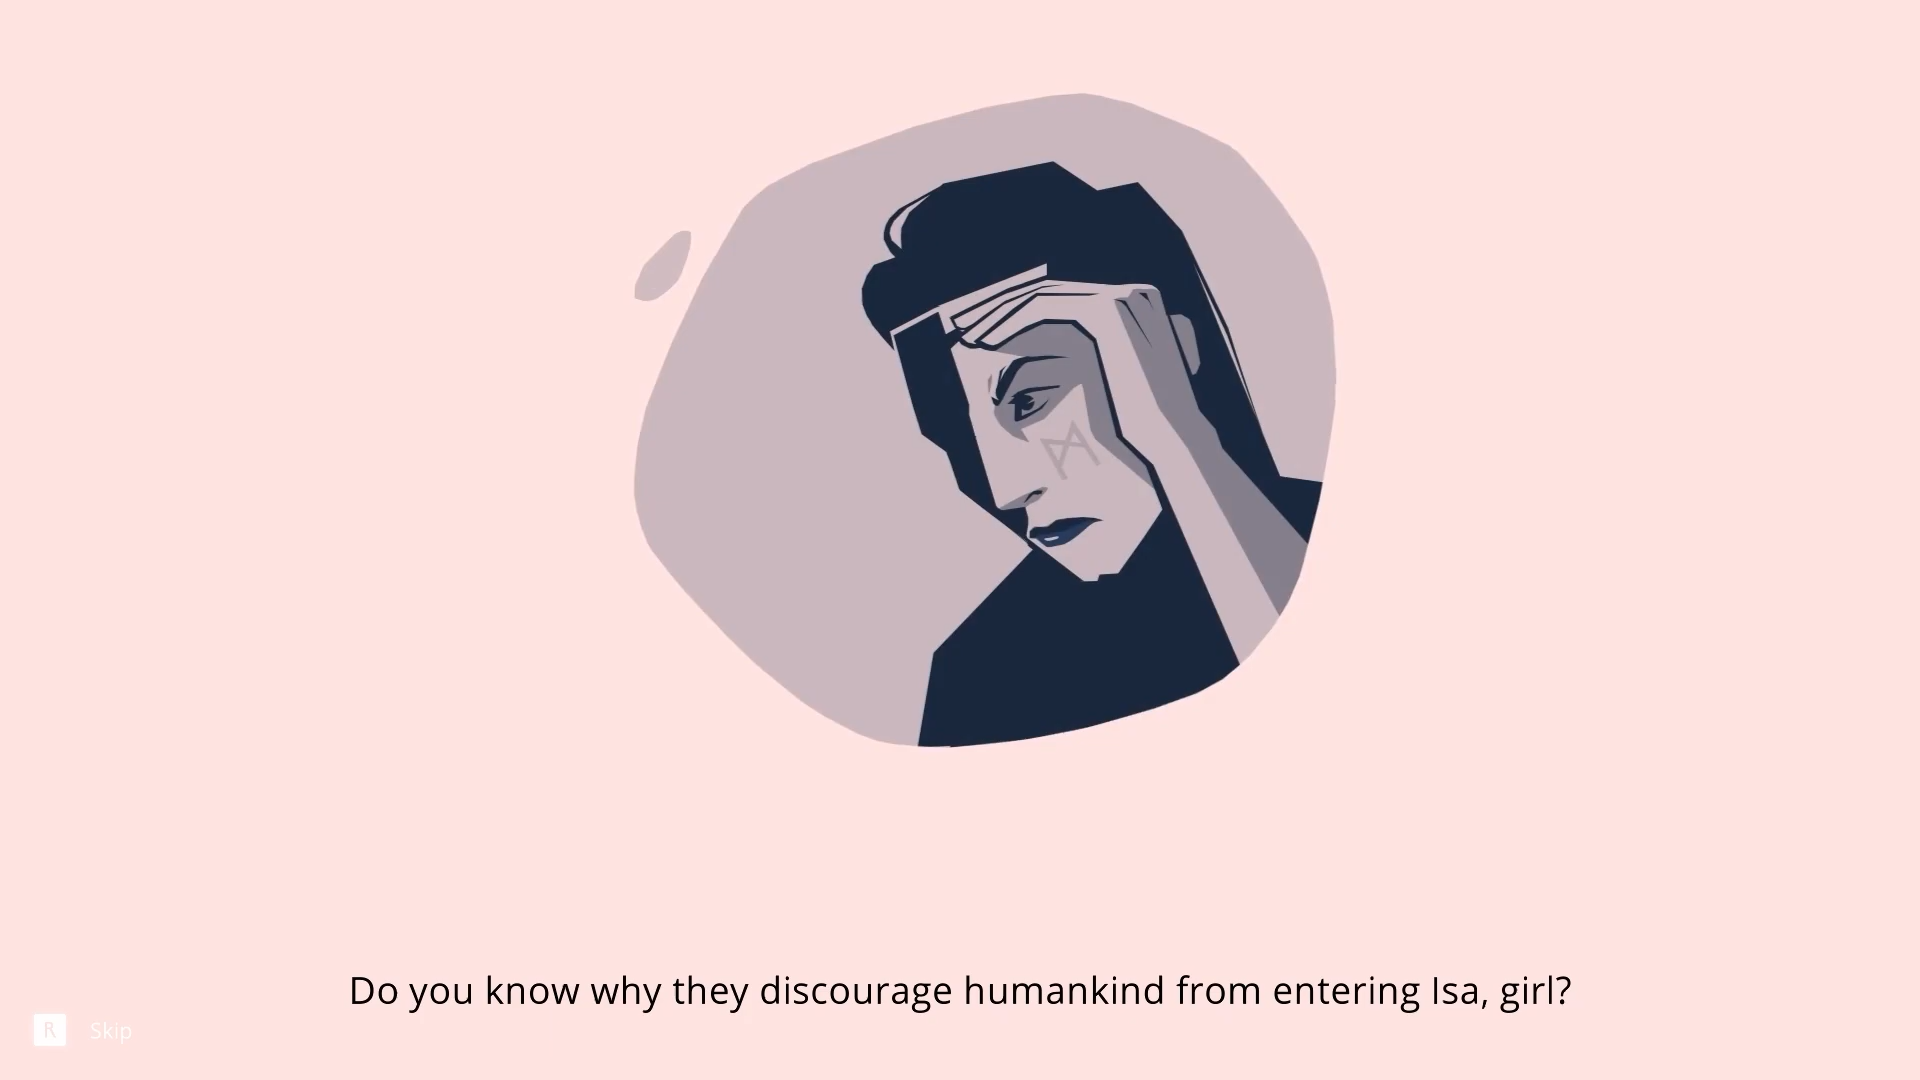 Do you know why they discourage humankind from entering Isa, girl?
R Skip